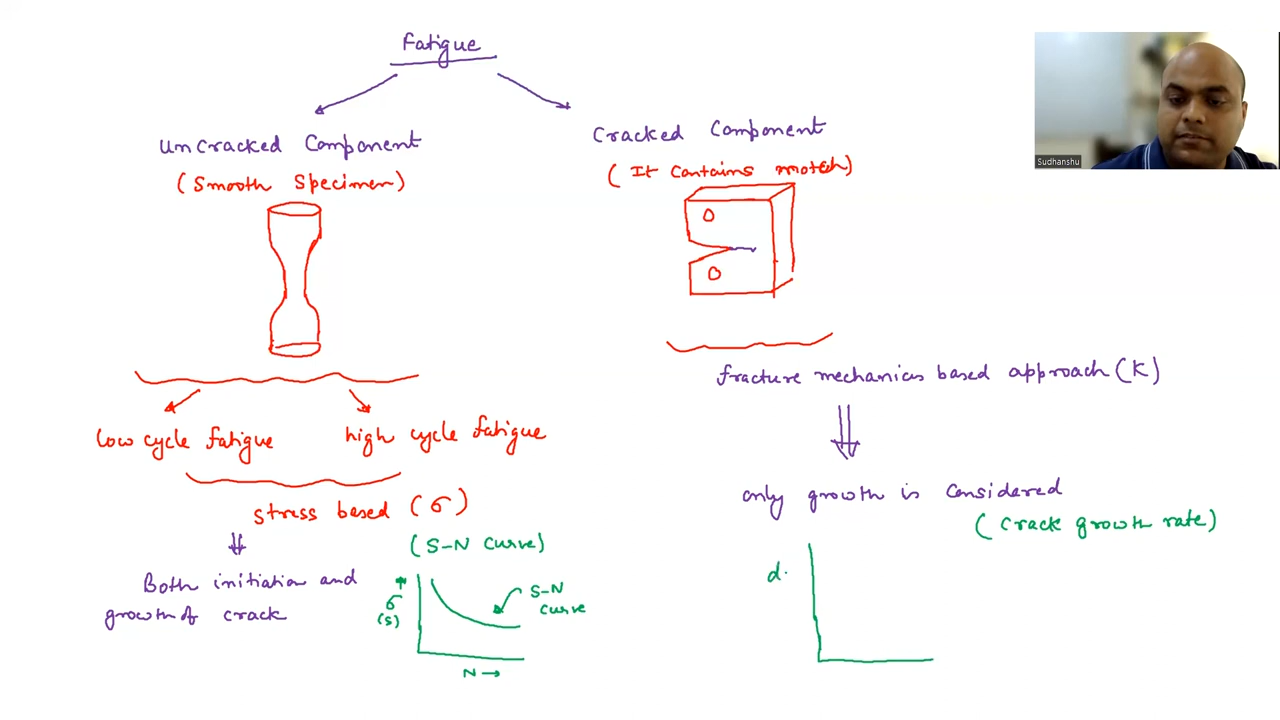 Fatigue
Uncracked Component
(Smooth Specimen)
Cracked Component
(It Contains notch)
Sudhanshu
low cycle fatigue
high cycle fatigue
stress based (σ)
(S-N curve)
Both initiation and
growth of crack
σ
(S)
S-N
curve
N →
fracture mechanics based approach (K)
only growth is Considered
(Crack growth rate)
d.